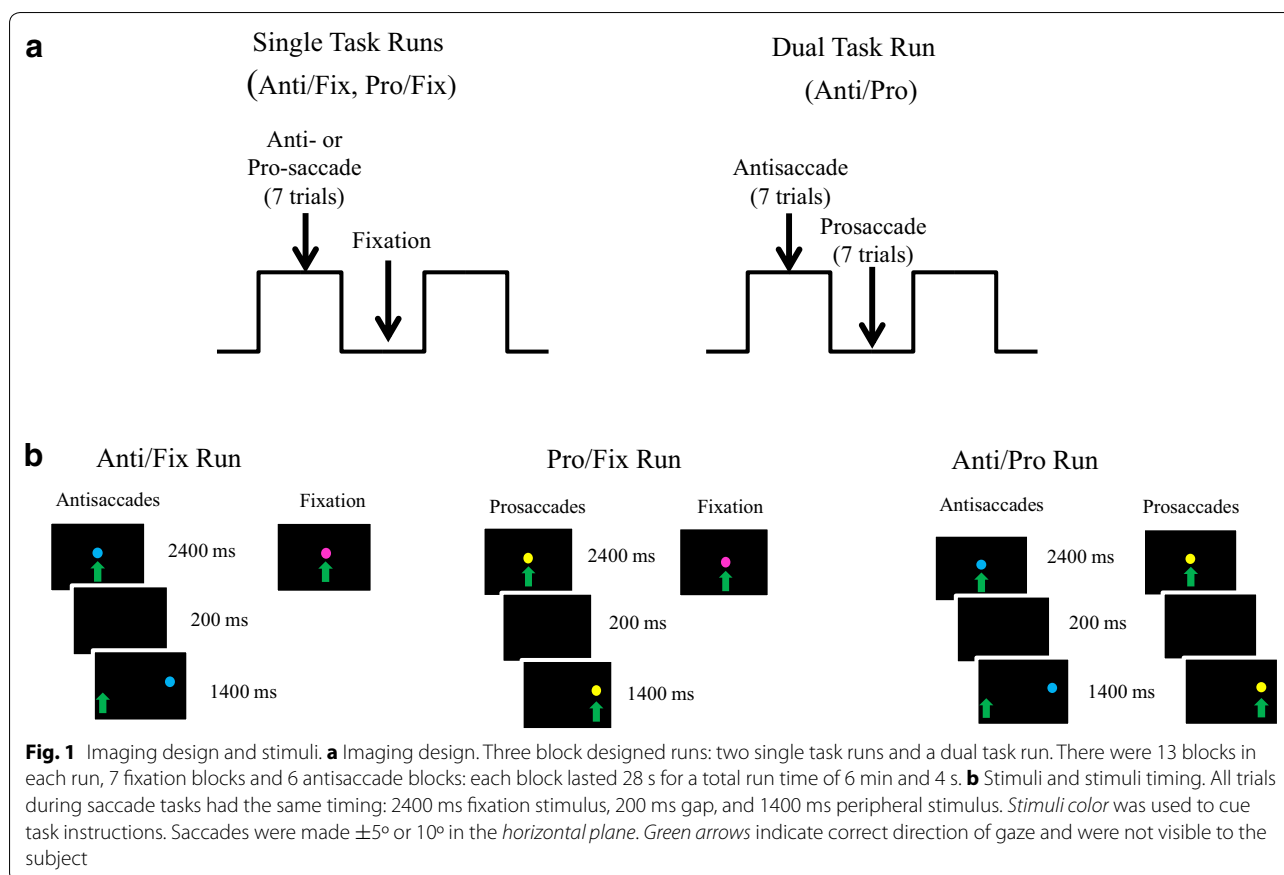 a
Single Task Runs
(Anti/Fix, Pro/Fix)
Anti- or
Pro-saccade
(7 trials)
Fixation
Dual Task Run
(Anti/Pro)
Antisaccade
(7 trials)
Prosaccade
(7 trials)
b
Anti/Fix Run
Antisaccades
Fixation
2400 ms
200 ms
1400 ms
Pro/Fix Run
Prosaccades
Fixation
2400 ms
200 ms
1400 ms
Anti/Pro Run
Antisaccades
Prosaccades
2400 ms
200 ms
1400 ms
Fig. 1 Imaging design and stimuli. a Imaging design. Three block designed runs: two single task runs and a dual task run. There were 13 blocks in
each run, 7 fixation blocks and 6 antisaccade blocks: each block lasted 28 s for a total run time of 6 min and 4 s. b Stimuli and stimuli timing. All trials
during saccade tasks had the same timing: 2400 ms fixation stimulus, 200 ms gap, and 1400 ms peripheral stimulus. Stimuli color was used to cue
task instructions. Saccades were made ±5º or 10º in the horizontal plane. Green arrows indicate correct direction of gaze and were not visible to the
subject